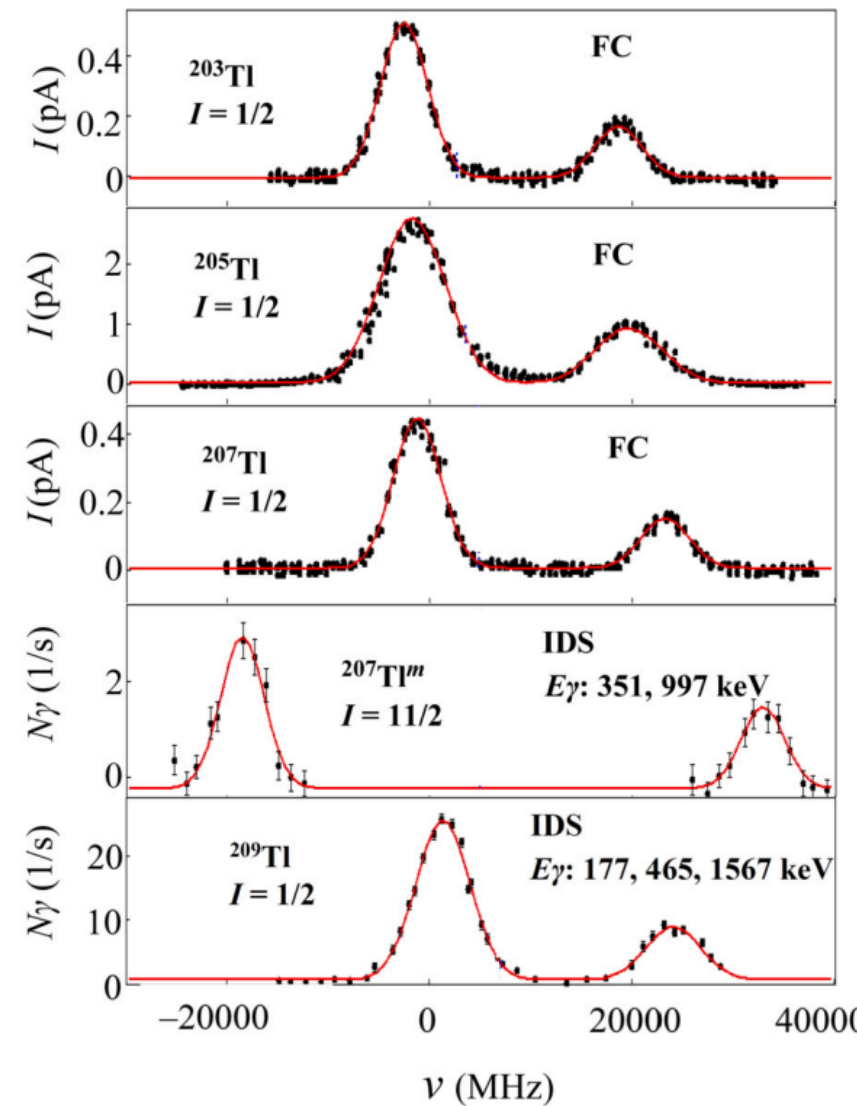 I (pA)
0.4
0.2
0
²⁰³Tl
I = 1/2
FC
I (pA)
2
1
0
²⁰⁵Tl
I = 1/2
FC
I (pA)
0.4
0.2
0
²⁰⁷Tl
I = 1/2
FC
Nγ (1/s)
2
0
²⁰⁷Tlᵐ
I = 11/2
IDS
Eγ: 351, 997 keV
Nγ (1/s)
20
10
0
²⁰⁹Tl
I = 1/2
IDS
Eγ: 177, 465, 1567 keV
−20000 0 20000 40000
ν (MHz)